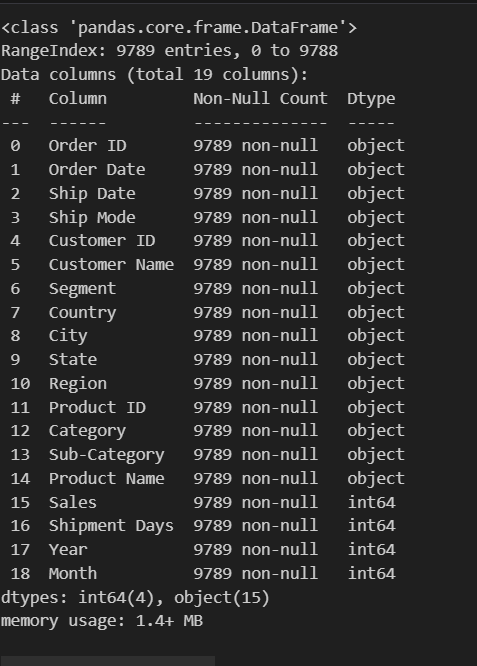 <class 'pandas.core.frame.DataFrame'>
RangeIndex: 9789 entries, 0 to 9788
Data columns (total 19 columns):
 #   Column         Non-Null Count  Dtype
---  ------         --------------  -----
 0   Order ID       9789 non-null   object
 1   Order Date     9789 non-null   object
 2   Ship Date      9789 non-null   object
 3   Ship Mode      9789 non-null   object
 4   Customer ID    9789 non-null   object
 5   Customer Name  9789 non-null   object
 6   Segment        9789 non-null   object
 7   Country        9789 non-null   object
 8   City           9789 non-null   object
 9   State          9789 non-null   object
 10  Region         9789 non-null   object
 11  Product ID     9789 non-null   object
 12  Category       9789 non-null   object
 13  Sub-Category   9789 non-null   object
 14  Product Name   9789 non-null   object
 15  Sales          9789 non-null   int64
 16  Shipment Days  9789 non-null   int64
 17  Year           9789 non-null   int64
 18  Month          9789 non-null   int64
dtypes: int64(4), object(15)
memory usage: 1.4+ MB